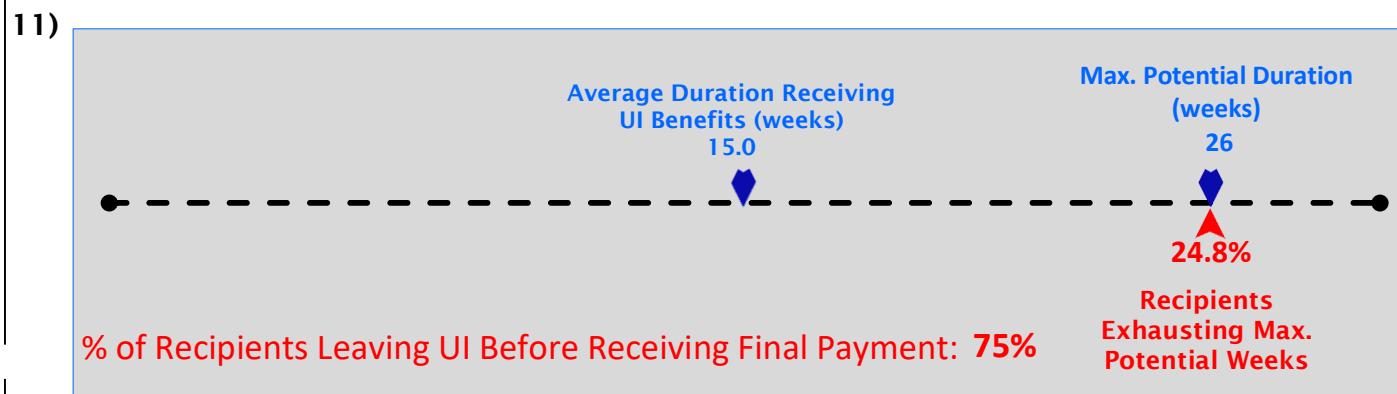 11)
Average Duration Receiving
UI Benefits (weeks)
15.0
Max. Potential Duration
(weeks)
26
24.8%
Recipients
Exhausting Max.
Potential Weeks
% of Recipients Leaving UI Before Receiving Final Payment: 75%